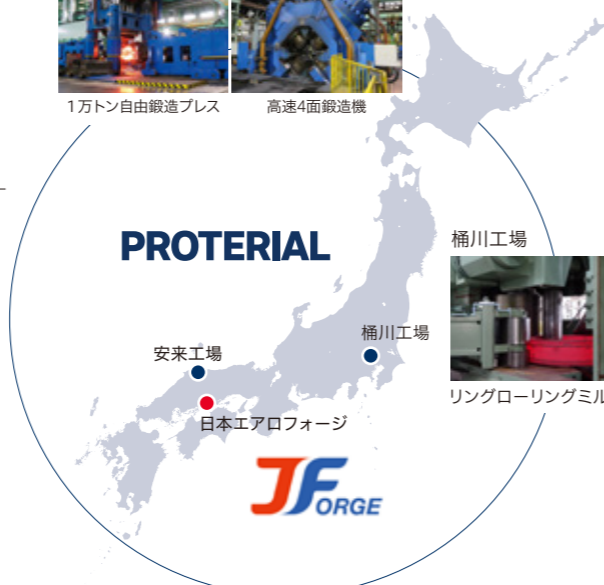 1万トン自由鍛造プレス
高速4面鍛造機
PROTERIAL
桶川工場
安来工場
桶川工場
日本エアロフォージ
リングローリングミル
JFORGE